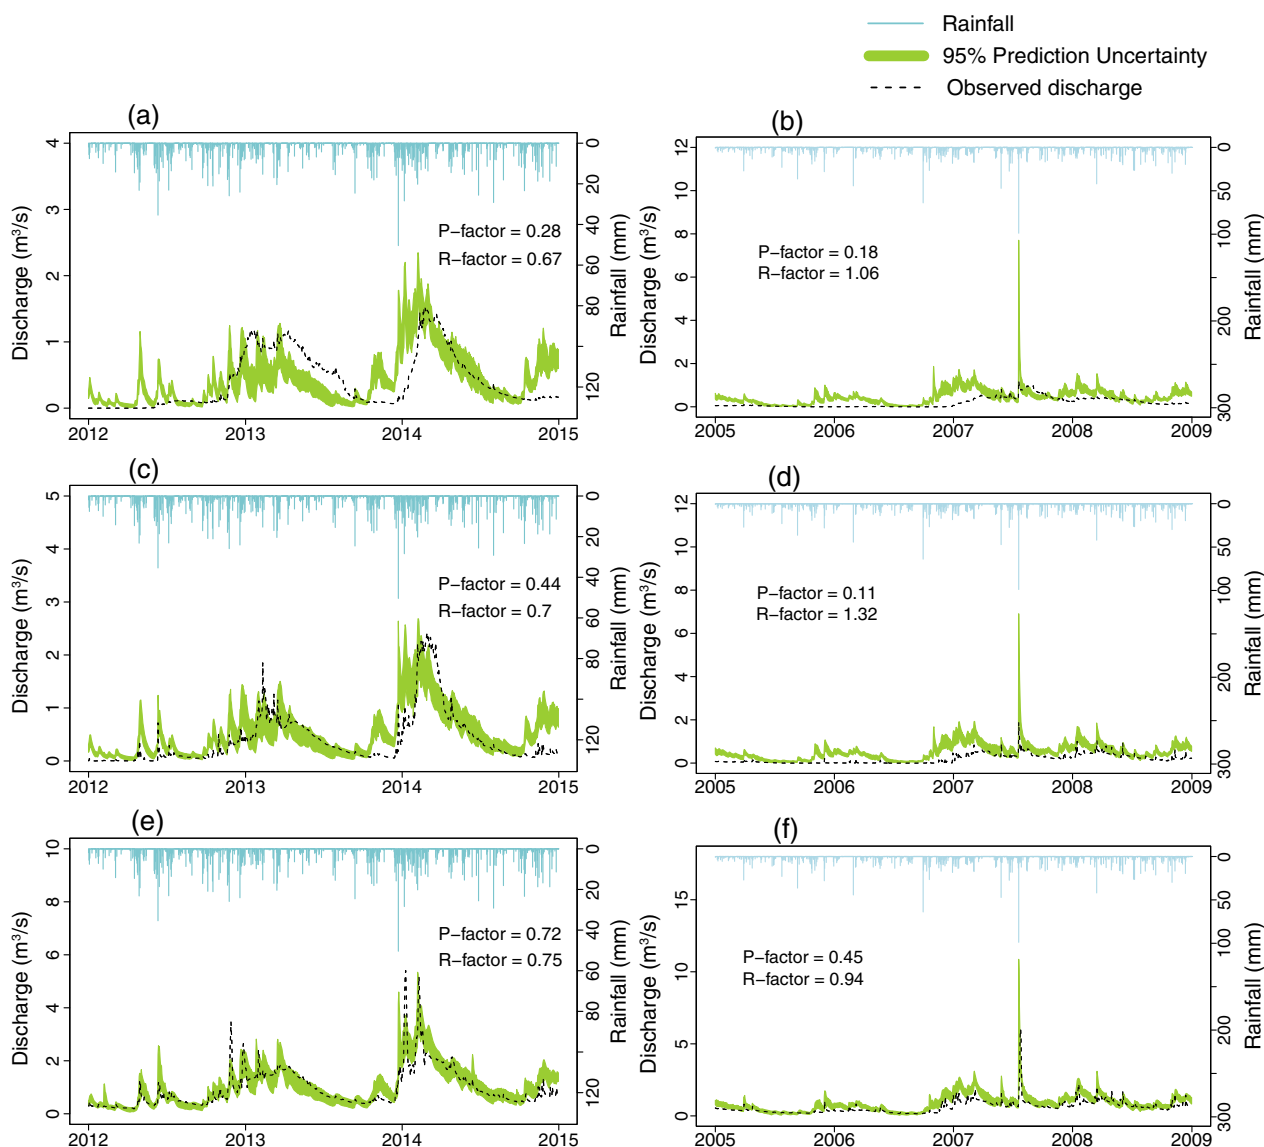 Rainfall
95% Prediction Uncertainty
Observed discharge
(a)
4
3
2
1
0
Discharge (m³/s)
P−factor = 0.28
R−factor = 0.67
0
20
40
60
80
120
Rainfall (mm)
2012
2013
2014
2015
(b)
12
10
8
6
4
2
0
Discharge (m³/s)
P−factor = 0.18
R−factor = 1.06
0
50
100
200
300
Rainfall (mm)
2005
2006
2007
2008
2009
(c)
5
4
3
2
1
0
Discharge (m³/s)
P−factor = 0.44
R−factor = 0.7
0
20
40
60
80
120
Rainfall (mm)
2012
2013
2014
2015
(d)
12
10
8
6
4
2
0
Discharge (m³/s)
P−factor = 0.11
R−factor = 1.32
0
50
100
200
300
Rainfall (mm)
2005
2006
2007
2008
2009
(e)
10
8
6
4
2
0
Discharge (m³/s)
P−factor = 0.72
R−factor = 0.75
0
20
40
60
80
120
Rainfall (mm)
2012
2013
2014
2015
(f)
15
10
5
0
Discharge (m³/s)
P−factor = 0.45
R−factor = 0.94
0
50
100
200
300
Rainfall (mm)
2005
2006
2007
2008
2009